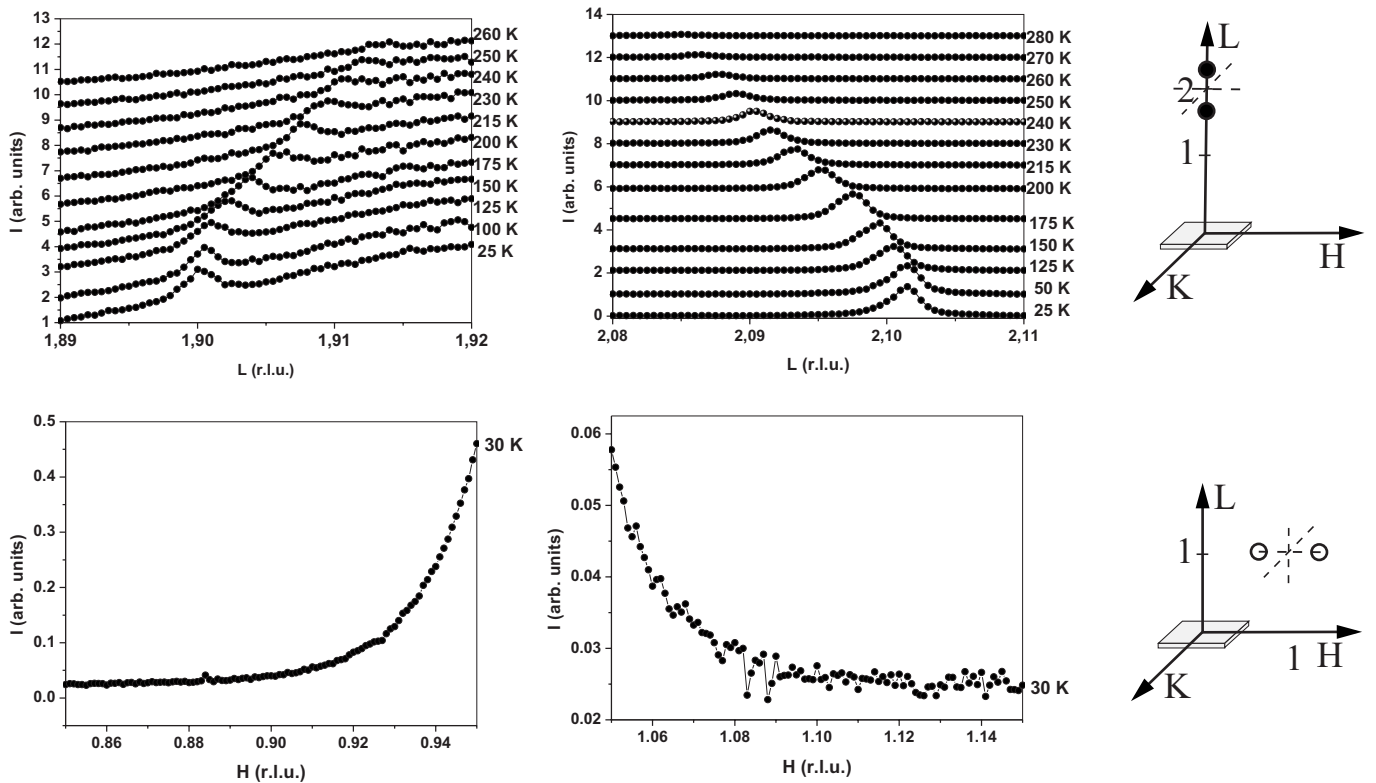 13
12
11
10
9
8
7
6
5
4
3
2
1
I (arb. units)
260 K
250 K
240 K
230 K
215 K
200 K
175 K
150 K
125 K
100 K
25 K
1,89
1,90
1,91
1,92
L (r.l.u.)
14
12
10
8
6
4
2
0
I (arb. units)
280 K
270 K
260 K
250 K
240 K
230 K
215 K
200 K
175 K
150 K
125 K
50 K
25 K
2,08
2,09
2,10
2,11
L (r.l.u.)
L
2
1
H
K
0.5
0.4
0.3
0.2
0.1
0.0
I (arb. units)
30 K
0.86
0.88
0.90
0.92
0.94
H (r.l.u.)
0.06
0.05
0.04
0.03
0.02
I (arb. units)
30 K
1.06
1.08
1.10
1.12
1.14
H (r.l.u.)
L
1
1 H
K